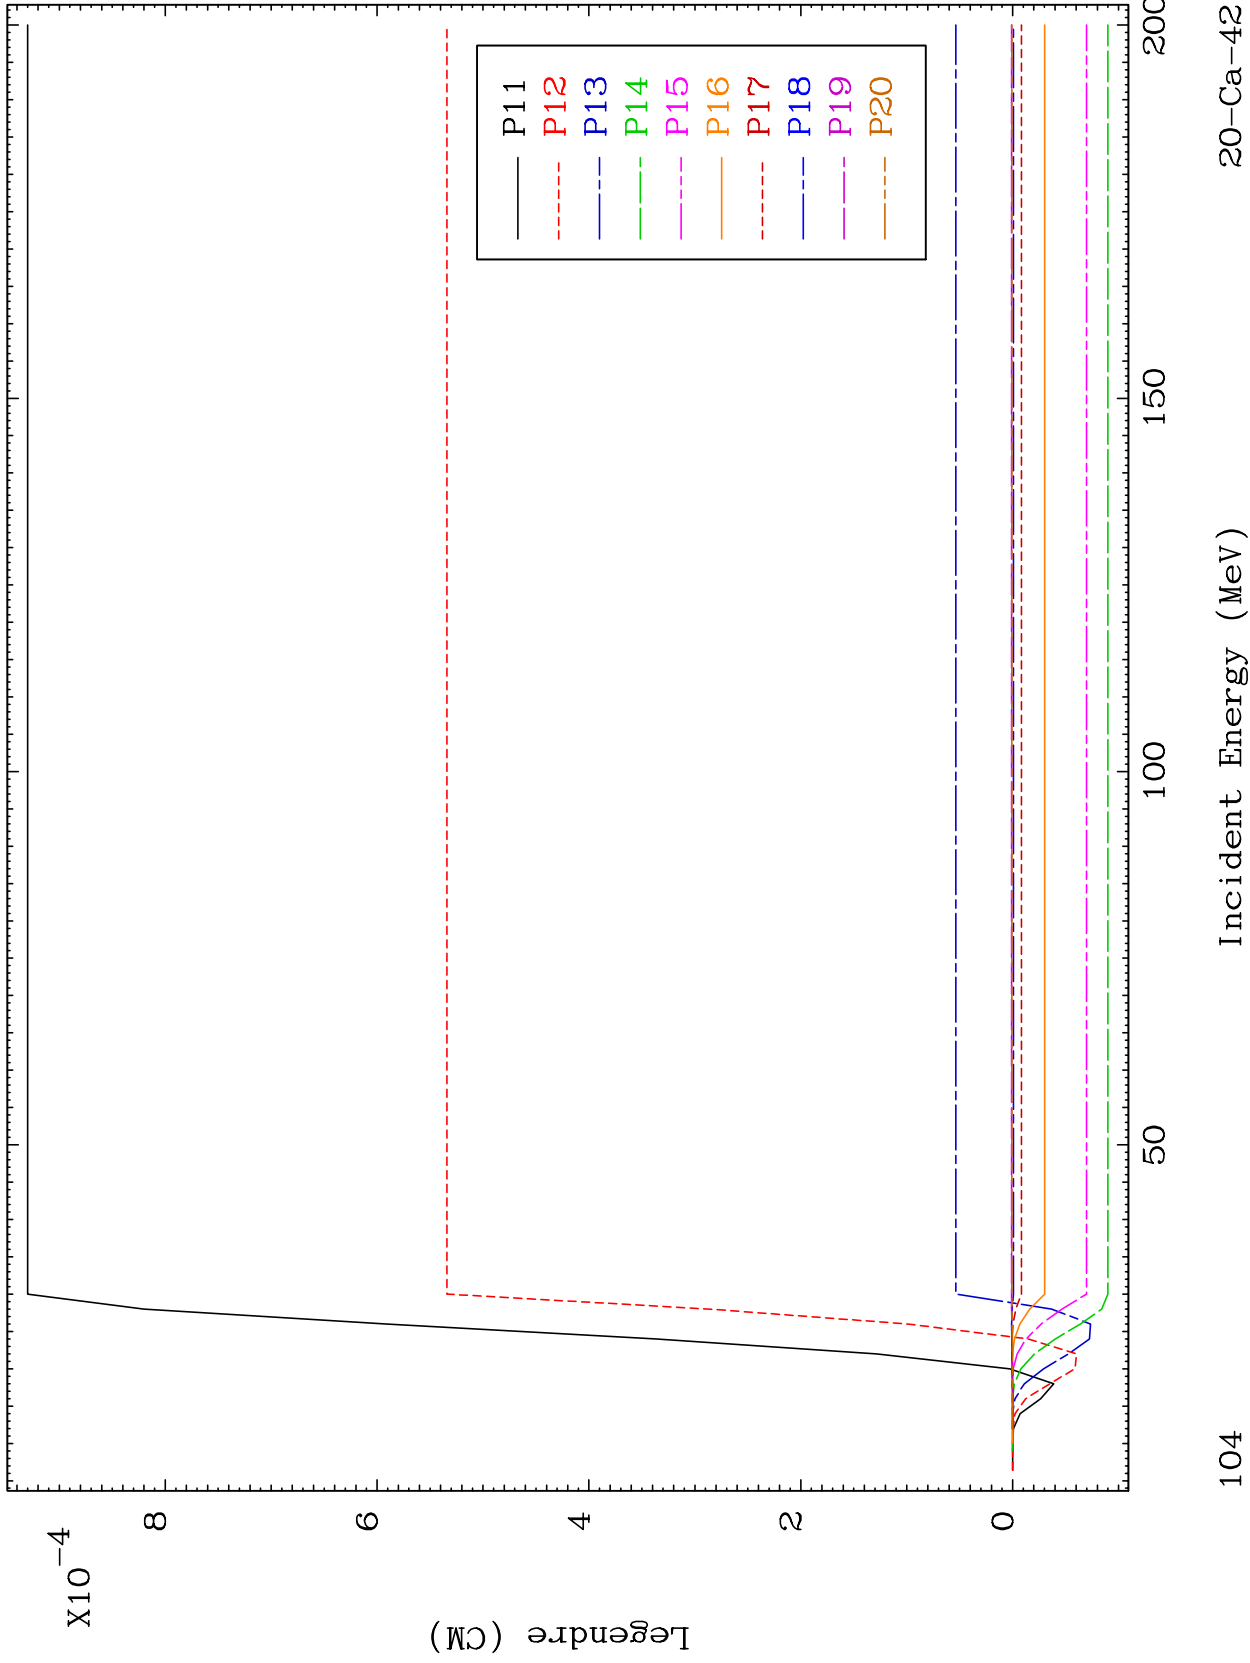 X10-4
8
6
4
2
0
Legendre (CM)
P11
P12
P13
P14
P15
P16
P17
P18
P19
P20
50
100
150
200
104
Incident Energy (MeV)
20-Ca-42